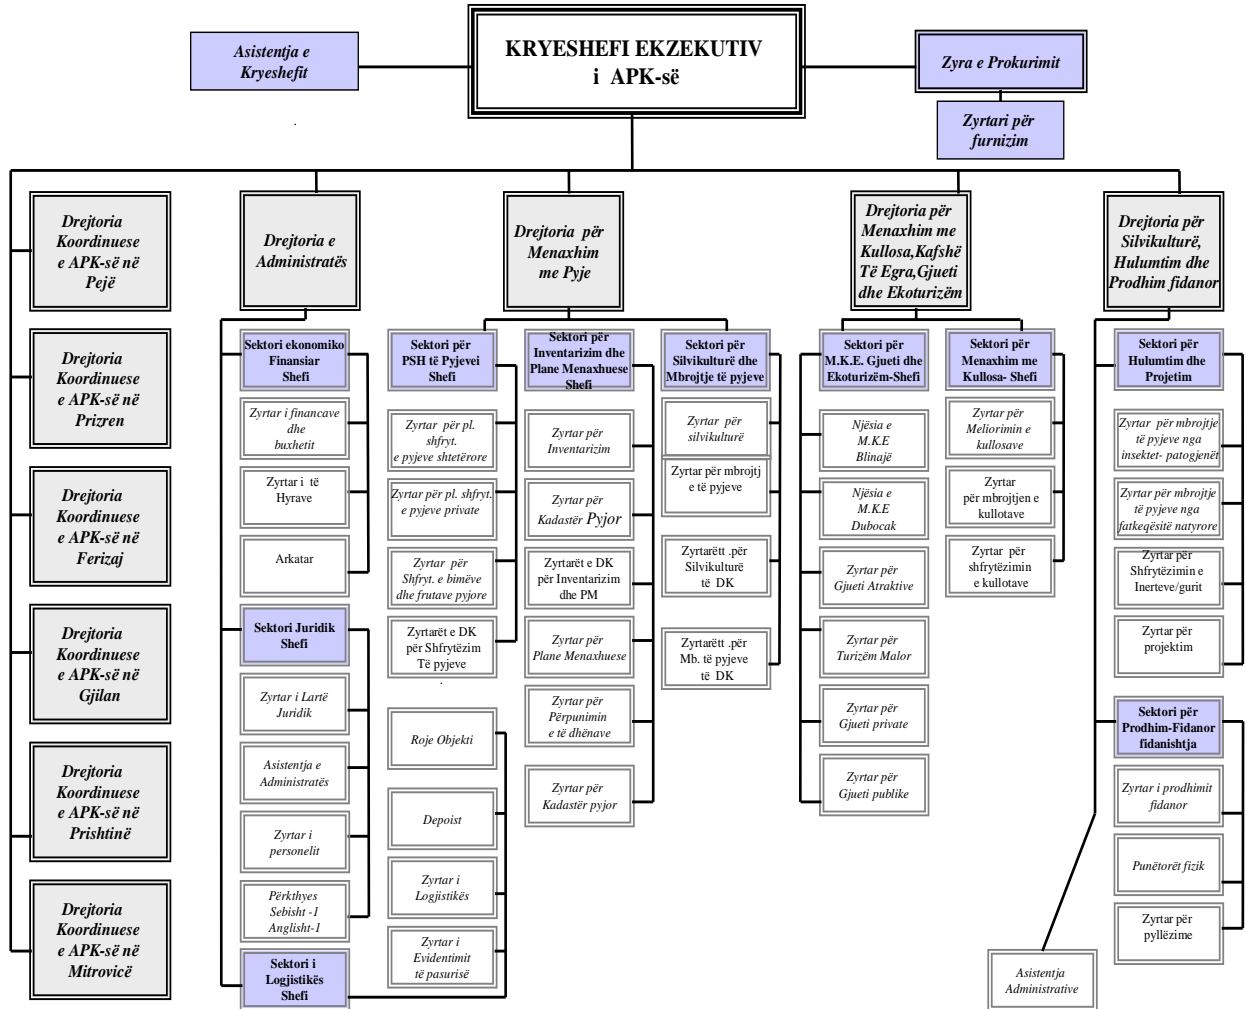 Asistentja e
Kryeshefit
KRYESHEFI EKZEKUTIV
i APK-së
Zyra e Prokurimit
Zyrtari për
furnizim
Drejtoria
Koordinuese
e APK-së në
Pejë
Drejtoria
Koordinuese
e APK-së në
Prizren
Drejtoria
Koordinuese
e APK-së në
Ferizaj
Drejtoria
Koordinuese
e APK-së në
Gjilan
Drejtoria
Koordinuese
e APK-së në
Prishtinë
Drejtoria
Koordinuese
e APK-së në
Mitrovicë
Drejtoria e
Administratës
Sektori ekonomiko
Finansiar
Shefi
Zyrtar i financave
dhe
buxhetit
Zyrtar i të
Hyrave
Arkatar
Sektori Juridik
Shefi
Zyrtar i Lartë
Juridik
Asistentja e
Administratës
Zyrtar i
personelit
Përkthyes
Sebisht -1
Anglisht-1
Sektori i
Logjistikës
Shefi
Roje Objekti
Depoist
Zyrtar i
Logjistikës
Zyrtar i
Evidentimit
të pasurisë
Drejtoria për
Menaxhim
me Pyje
Sektori për
PSH të Pyjevei
Shefi
Zyrtar për pl.
shfryt.
e pyjeve shtetërore
Zyrtar për pl. shfryt.
e pyjeve private
Zyrtar për
Shfryt. e bimëve
dhe frutave pyjore
Zyrtarët e DK
për Shfrytëzim
Të pyjeve
Sektori për
Inventarizim dhe
Plane Menaxhuese
Shefi
Zyrtar për
Inventarizim
Zyrtar për
Kadastër Pyjor
Zyrtarët e DK
për Inventarizim
dhe PM
Zyrtar për
Plane Menaxhuese
Zyrtar për
Përpunimin
e të dhënave
Zyrtar për
Kadastër pyjor
Sektori për
Silvikulturë dhe
Mbrojtje të pyjeve
Zyrtar për
silvikulturë
Zyrtar për mbrojtj
e të pyjeve
Zyrtarëtt .për
Silvikulturë
të DK
Zyrtarëtt .për
Mb. të pyjeve
të DK
Drejtoria për
Menaxhim me
Kullosa,Kafshë
Të Egra,Gjueti
dhe Ekoturizëm
Sektori për
M.K.E. Gjueti dhe
Ekoturizëm-Shefi
Njësia e
M.K.E
Blinajë
Njësia e
M.K.E
Dubocak
Zyrtar për
Gjueti Atraktive
Zyrtar për
Turizëm Malor
Zyrtar për
Gjueti private
Zyrtar për
Gjueti publike
Sektori për
Menaxhim me
Kullosa- Shefi
Zyrtar për
Meliorimin e
kullosave
Zyrtar
për mbrojtjen e
kullotave
Zyrtar për
shfrytëzimin
e kullotave
Drejtoria për
Silvikulturë,
Hulumtim dhe
Prodhim fidanor
Sektori për
Hulumtim dhe
Projetim
Zyrtar për mbrojtje
të pyjeve nga
insektet- patogjenët
Zyrtar për mbrojtje
të pyjeve nga
fatkeqësitë natyrore
Zyrtar për
Shfrytëzimin e
Inerteve/gurit
Zyrtar për
projektim
Sektori për
Prodhim-Fidanor
fidanishtja
Zyrtar i prodhimit
fidanor
Punëtorët fizik
Zyrtar për
pyllëzime
Asistentja
Administrative